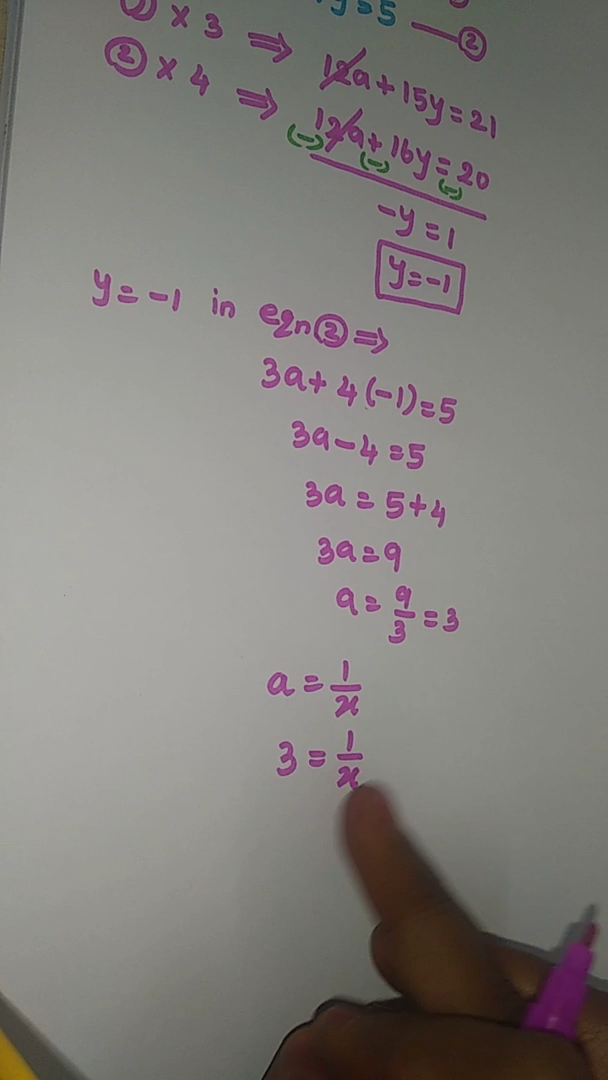 y=5 — ②
① × 3 ⇒ 12a + 15y = 21
② × 4 ⇒ 12a + 16y = 20
(-) (-) (-)
-y = 1
y = -1
y = -1 in eqn ② ⇒
3a + 4(-1) = 5
3a - 4 = 5
3a = 5 + 4
3a = 9
a = 9/3 = 3
a = 1/x
3 = 1/x